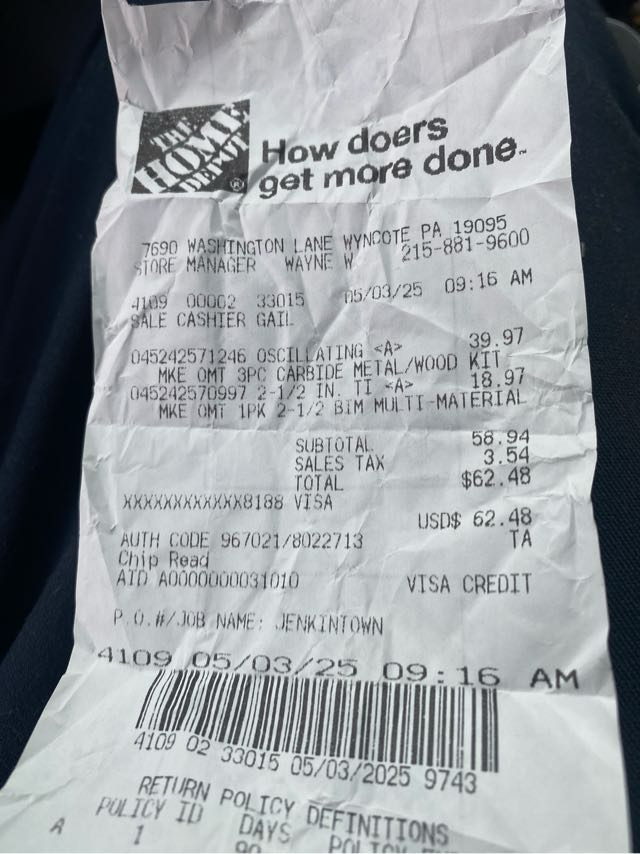 THE
HOME
DEPOT
®
How doers
get more done™
7690 WASHINGTON LANE WYNCOTE PA 19095
STORE MANAGER WAYNE W 215-881-9600
4109 00002 33015 05/03/25 09:16 AM
SALE CASHIER GAIL
045242571246 OSCILLATING <A> 39.97
MKE OMT 3PC CARBIDE METAL/WOOD KIT
045242570997 2-1/2 IN. TI <A> 18.97
MKE OMT 1PK 2-1/2 BIM MULTI-MATERIAL
SUBTOTAL 58.94
SALES TAX 3.54
TOTAL $62.48
XXXXXXXXXXXX8188 VISA
USD$ 62.48
AUTH CODE 967021/8022713 TA
Chip Read
AID A0000000031010 VISA CREDIT
P.O.#/JOB NAME: JENKINTOWN
4109 05/03/25 09:16 AM
4109 02 33015 05/03/2025 9743
RETURN POLICY DEFINITIONS
POLICY ID DAYS POLICY
A 1 90